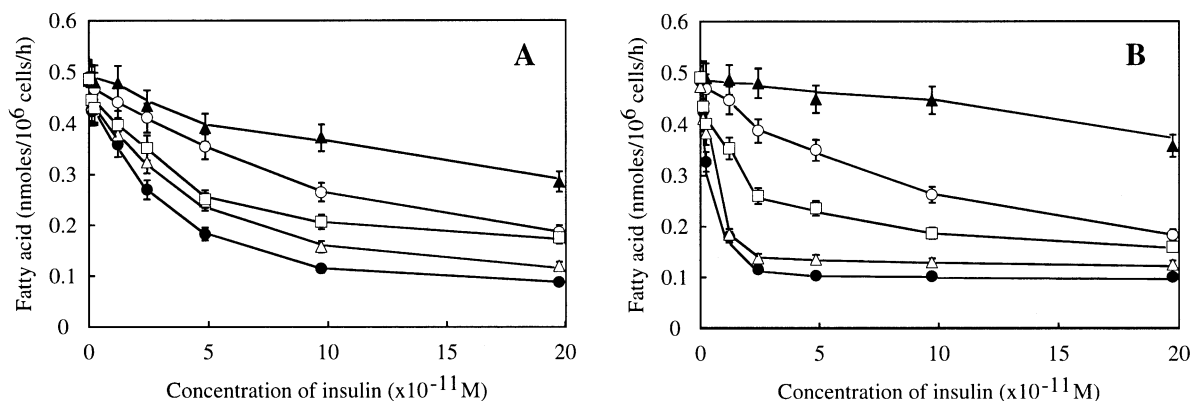 A
Fatty acid (nmoles/10⁶ cells/h)
0.6
0.5
0.4
0.3
0.2
0.1
0
0 5 10 15 20
Concentration of insulin (x10⁻¹¹M)
B
Fatty acid (nmoles/10⁶ cells/h)
0.6
0.5
0.4
0.3
0.2
0.1
0
0 5 10 15 20
Concentration of insulin (x10⁻¹¹M)